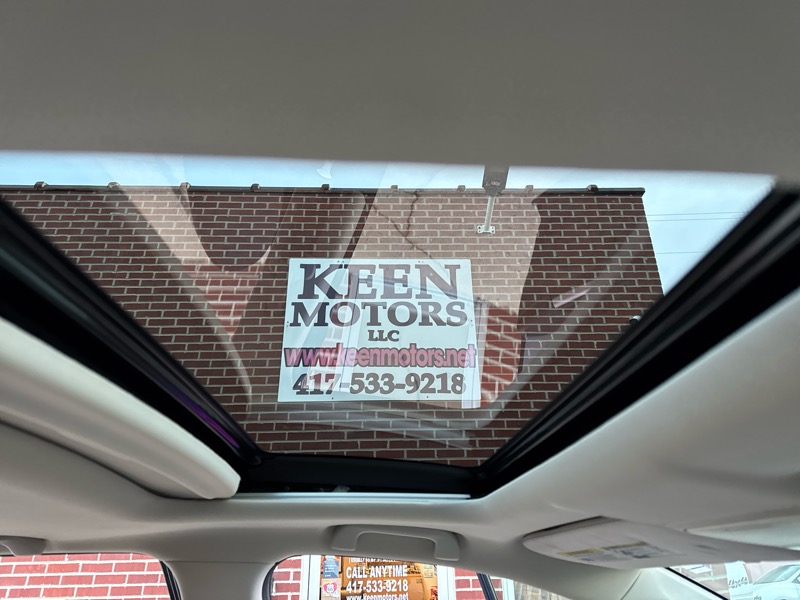 KEEN
MOTORS
LLC
www.keenmotors.net
417-533-9218
CALL ANYTIME
417-533-9218
www.keenmotors.net